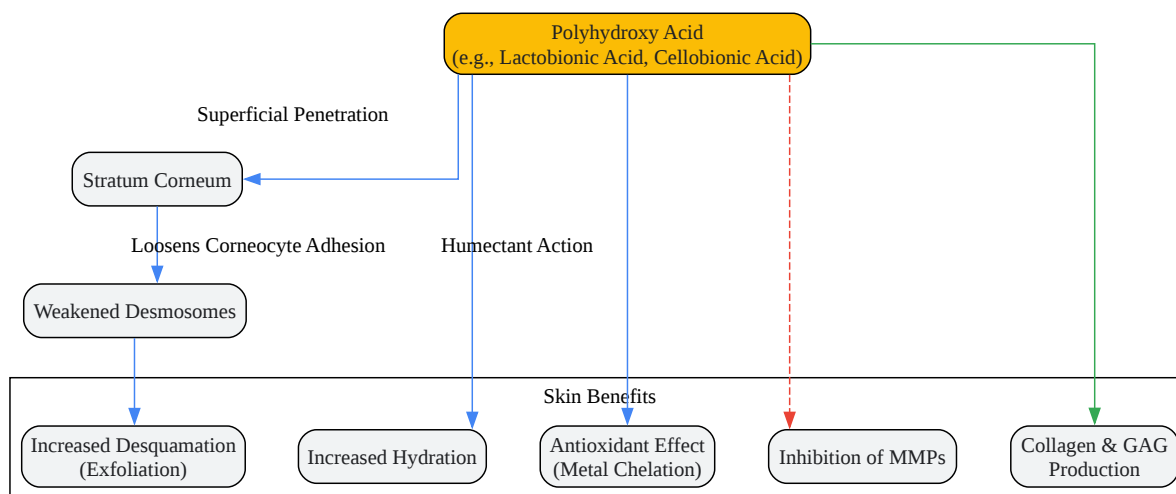 Polyhydroxy Acid
(e.g., Lactobionic Acid, Cellobionic Acid)
Superficial Penetration
Stratum Corneum
Loosens Corneocyte Adhesion
Humectant Action
Weakened Desmosomes
Skin Benefits
Increased Desquamation
(Exfoliation)
Increased Hydration
Antioxidant Effect
(Metal Chelation)
Inhibition of MMPs
Collagen & GAG
Production